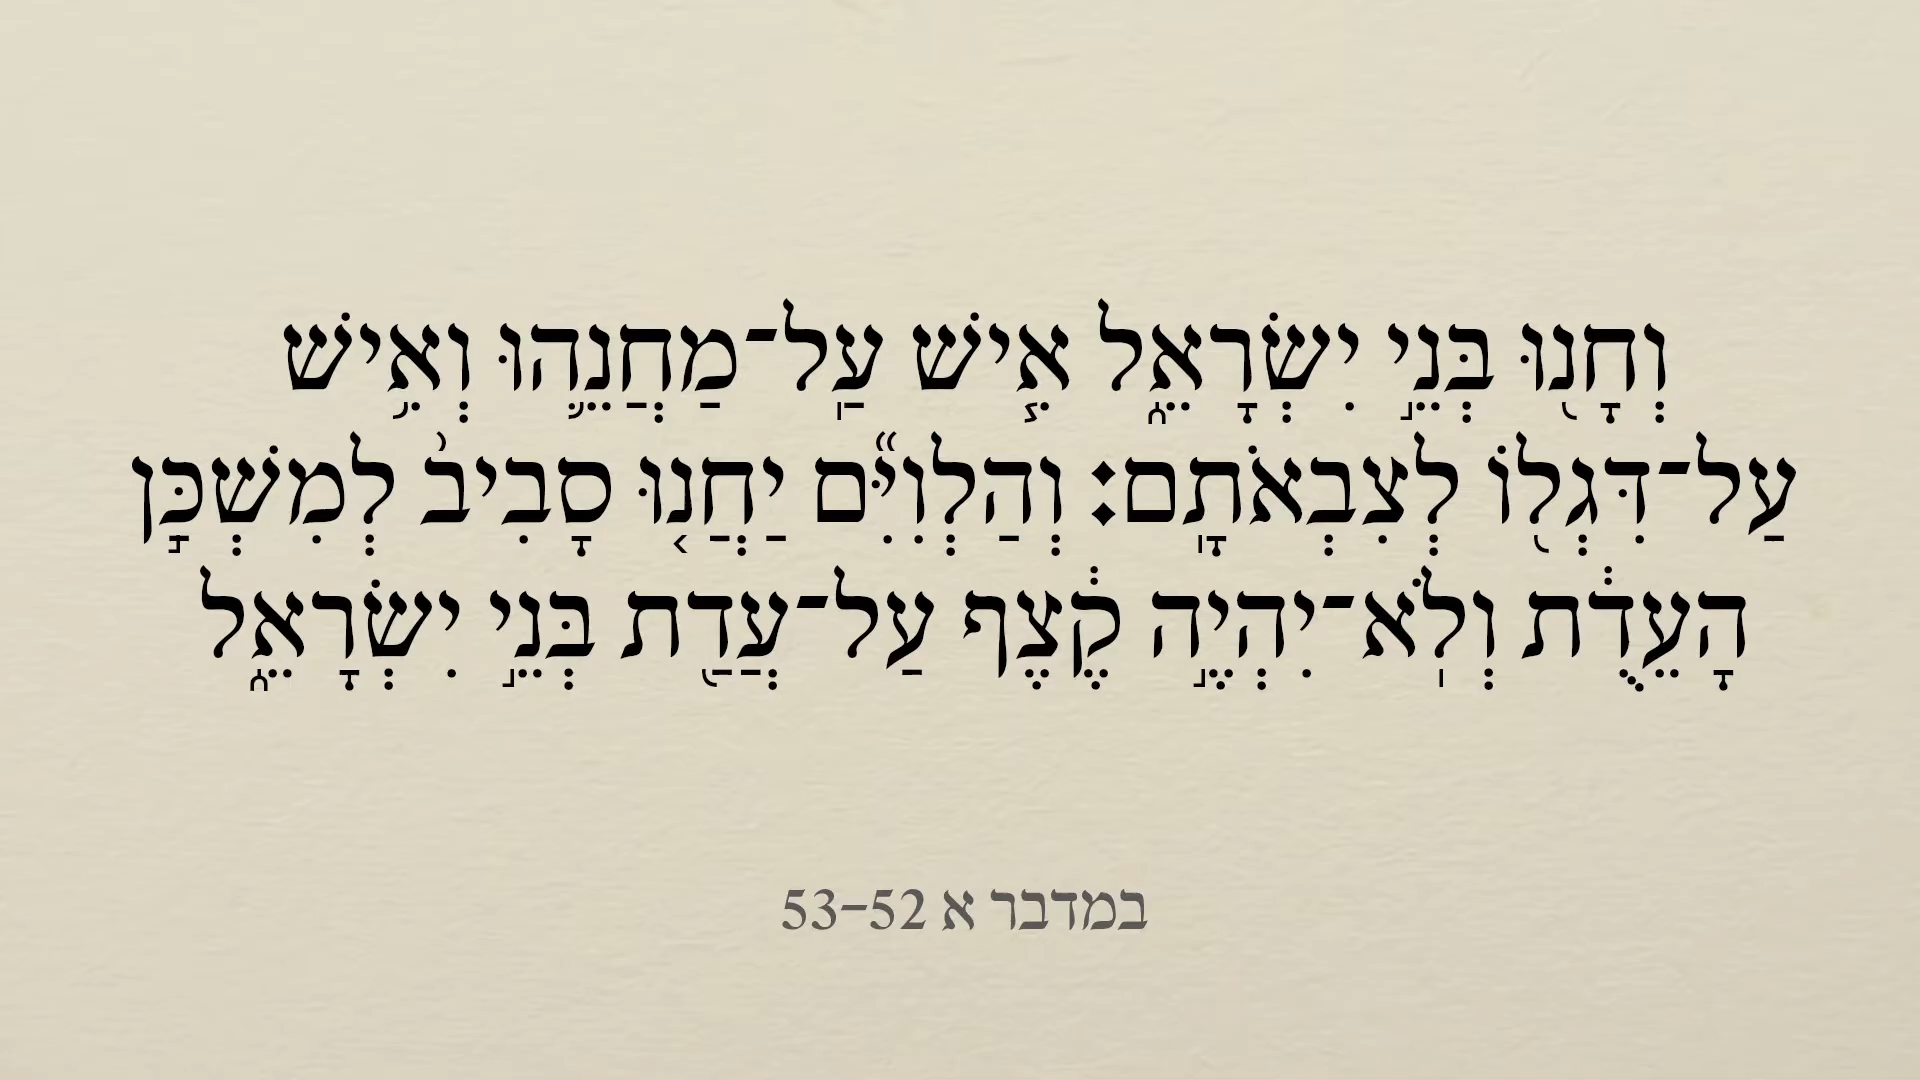 וְחָנ֖וּ בְּנֵ֣י יִשְׂרָאֵ֑ל אִ֧ישׁ עַֽל־מַחֲנֵ֛הוּ וְאִ֥ישׁ
עַל־דִּגְל֖וֹ לְצִבְאֹתָֽם׃ וְהַלְוִיִּ֞ם יַחֲנ֤וּ סָבִיב֙ לְמִשְׁכַּ֣ן
הָעֵדֻ֔ת וְלֹֽא־יִהְיֶ֣ה קֶ֔צֶף עַל־עֲדַ֖ת בְּנֵ֣י יִשְׂרָאֵ֑ל
במדבר א 52–53